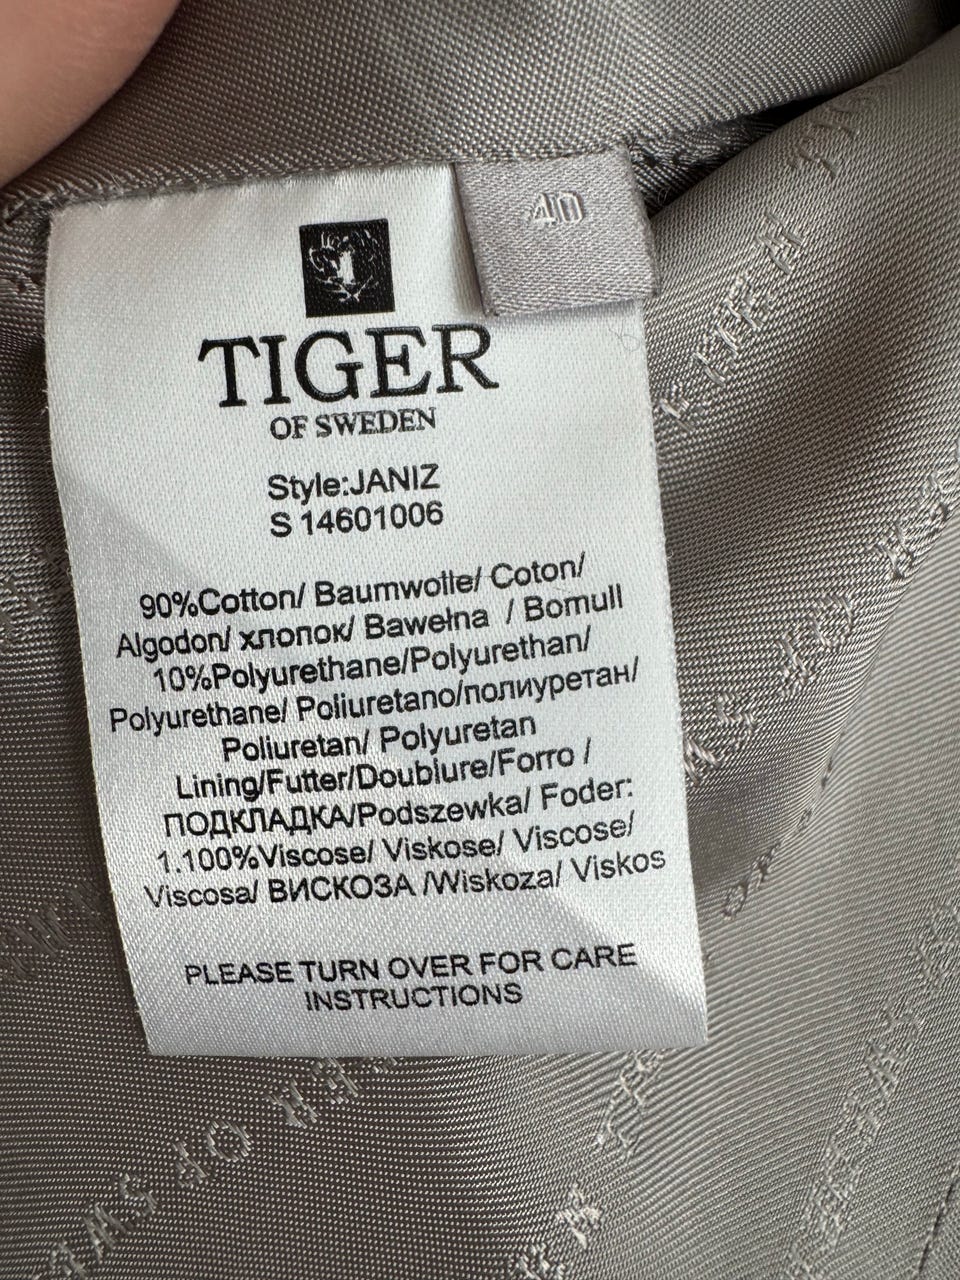 40
TIGER
OF SWEDEN
Style:JANIZ
S 14601006
90%Cotton/ Baumwolle/ Coton/
Algodon/ хлопок/ Bawełna / Bomull
10%Polyurethane/Polyurethan/
Polyurethane/ Poliuretano/полиуретан/
Poliuretan/ Polyuretan
Lining/Futter/Doublure/Forro /
ПОДКЛАДКА/Podszewka/ Foder:
1.100%Viscose/ Viskose/ Viscose/
Viscosa/ ВИСКОЗА /Wiskoza/ Viskos
PLEASE TURN OVER FOR CARE
INSTRUCTIONS